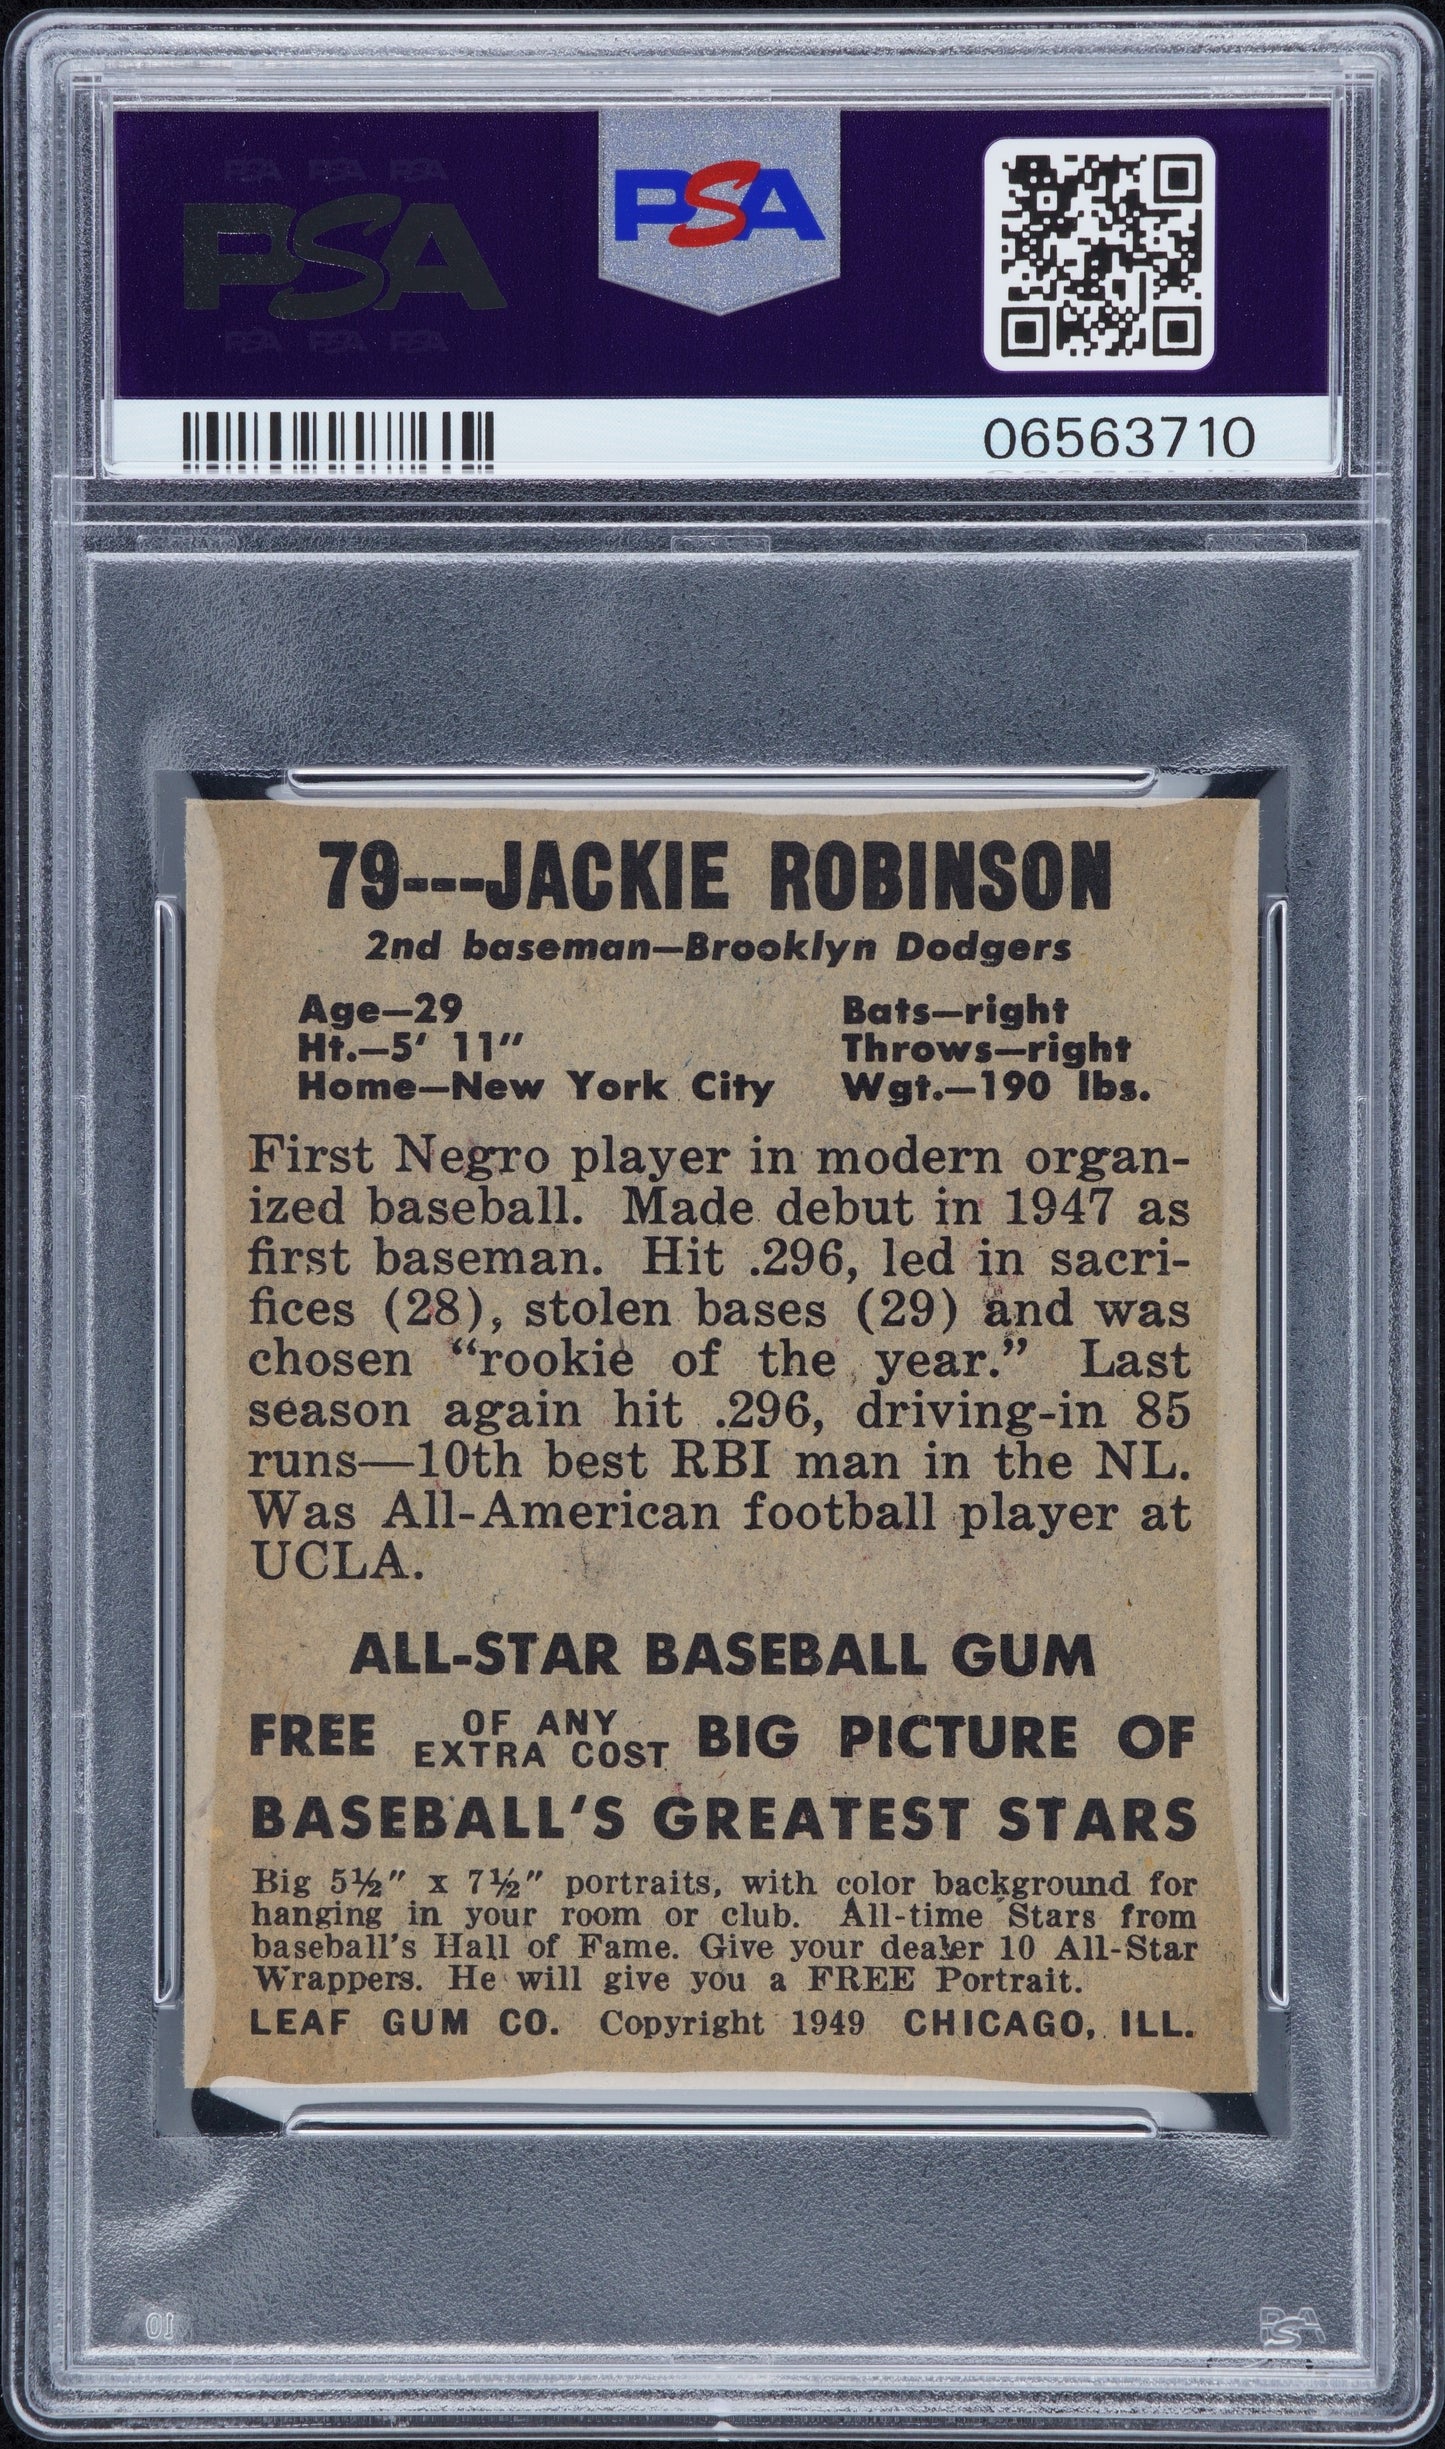 PSA PSA PSA
PSA
PSA PSA PSA
PSA
06563710
79---JACKIE ROBINSON
2nd baseman—Brooklyn Dodgers
Age—29 Bats—right
Ht.—5' 11" Throws—right
Home—New York City Wgt.—190 lbs.
First Negro player in modern organ-
ized baseball. Made debut in 1947 as
first baseman. Hit .296, led in sacri-
fices (28), stolen bases (29) and was
chosen “rookie of the year.” Last
season again hit .296, driving-in 85
runs—10th best RBI man in the NL.
Was All-American football player at
UCLA.
ALL-STAR BASEBALL GUM
FREE OF ANY EXTRA COST BIG PICTURE OF
BASEBALL'S GREATEST STARS
Big 5½" x 7½" portraits, with color background for
hanging in your room or club. All-time Stars from
baseball's Hall of Fame. Give your dealer 10 All-Star
Wrappers. He will give you a FREE Portrait.
LEAF GUM CO. Copyright 1949 CHICAGO, ILL.
PSA